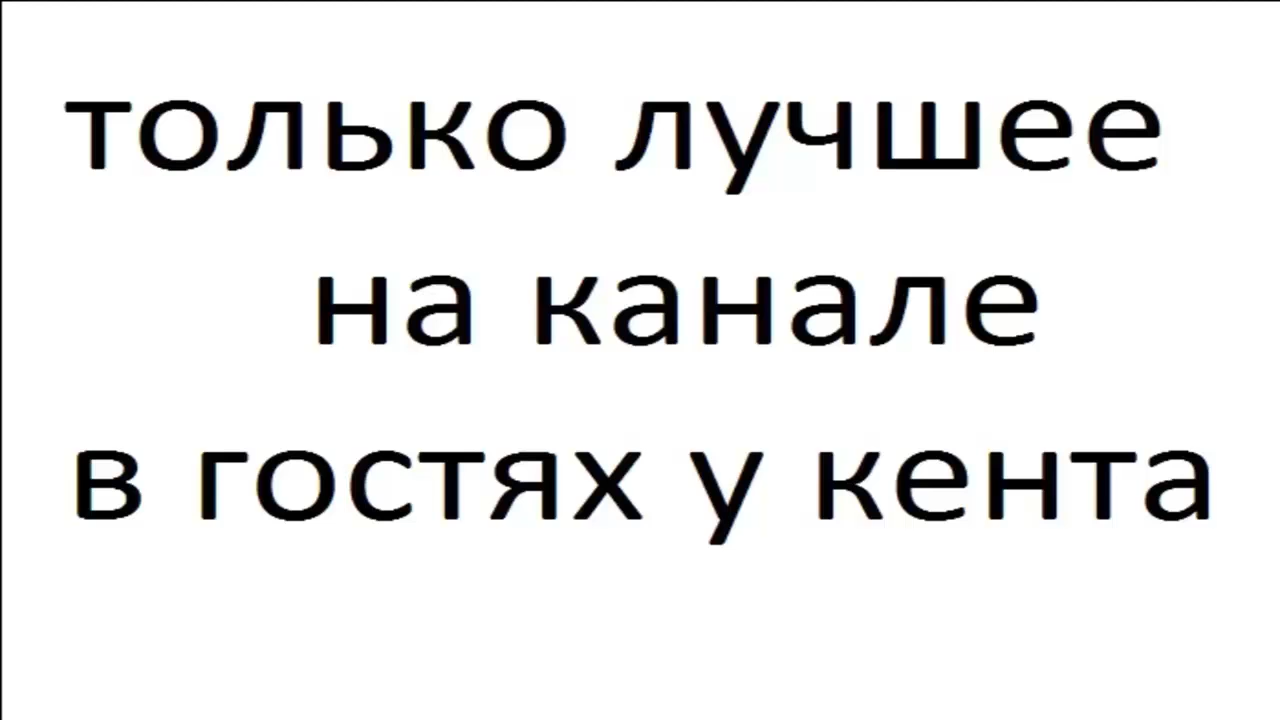 только лучшее
на канале
в гостях у кента